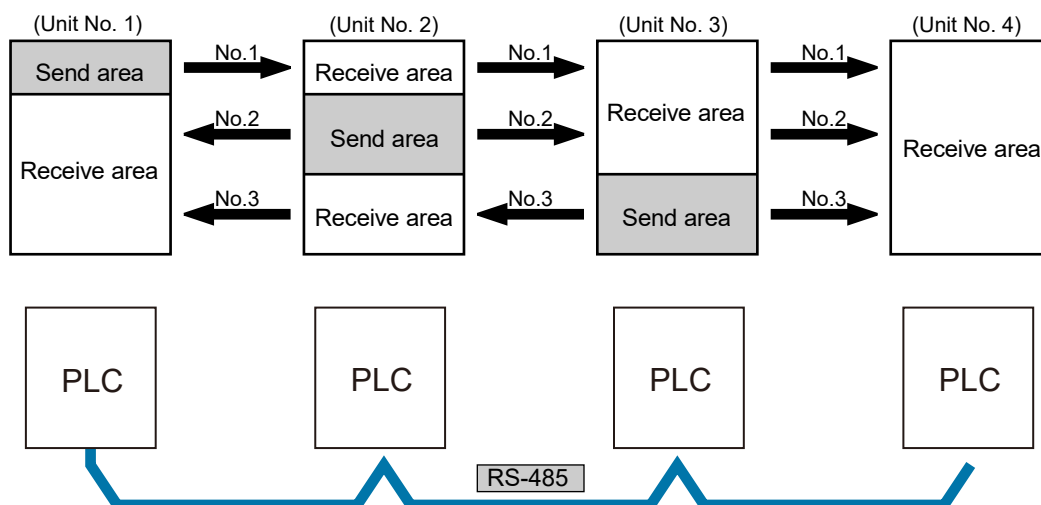 (Unit No. 1) (Unit No. 2) (Unit No. 3) (Unit No. 4)
No.1 No.1 No.1
Send area Receive area
Receive area
No.2 No.2 No.2
Send area
Receive area Receive area
No.3 No.3 No.3
Receive area Send area
PLC PLC PLC PLC
RS-485